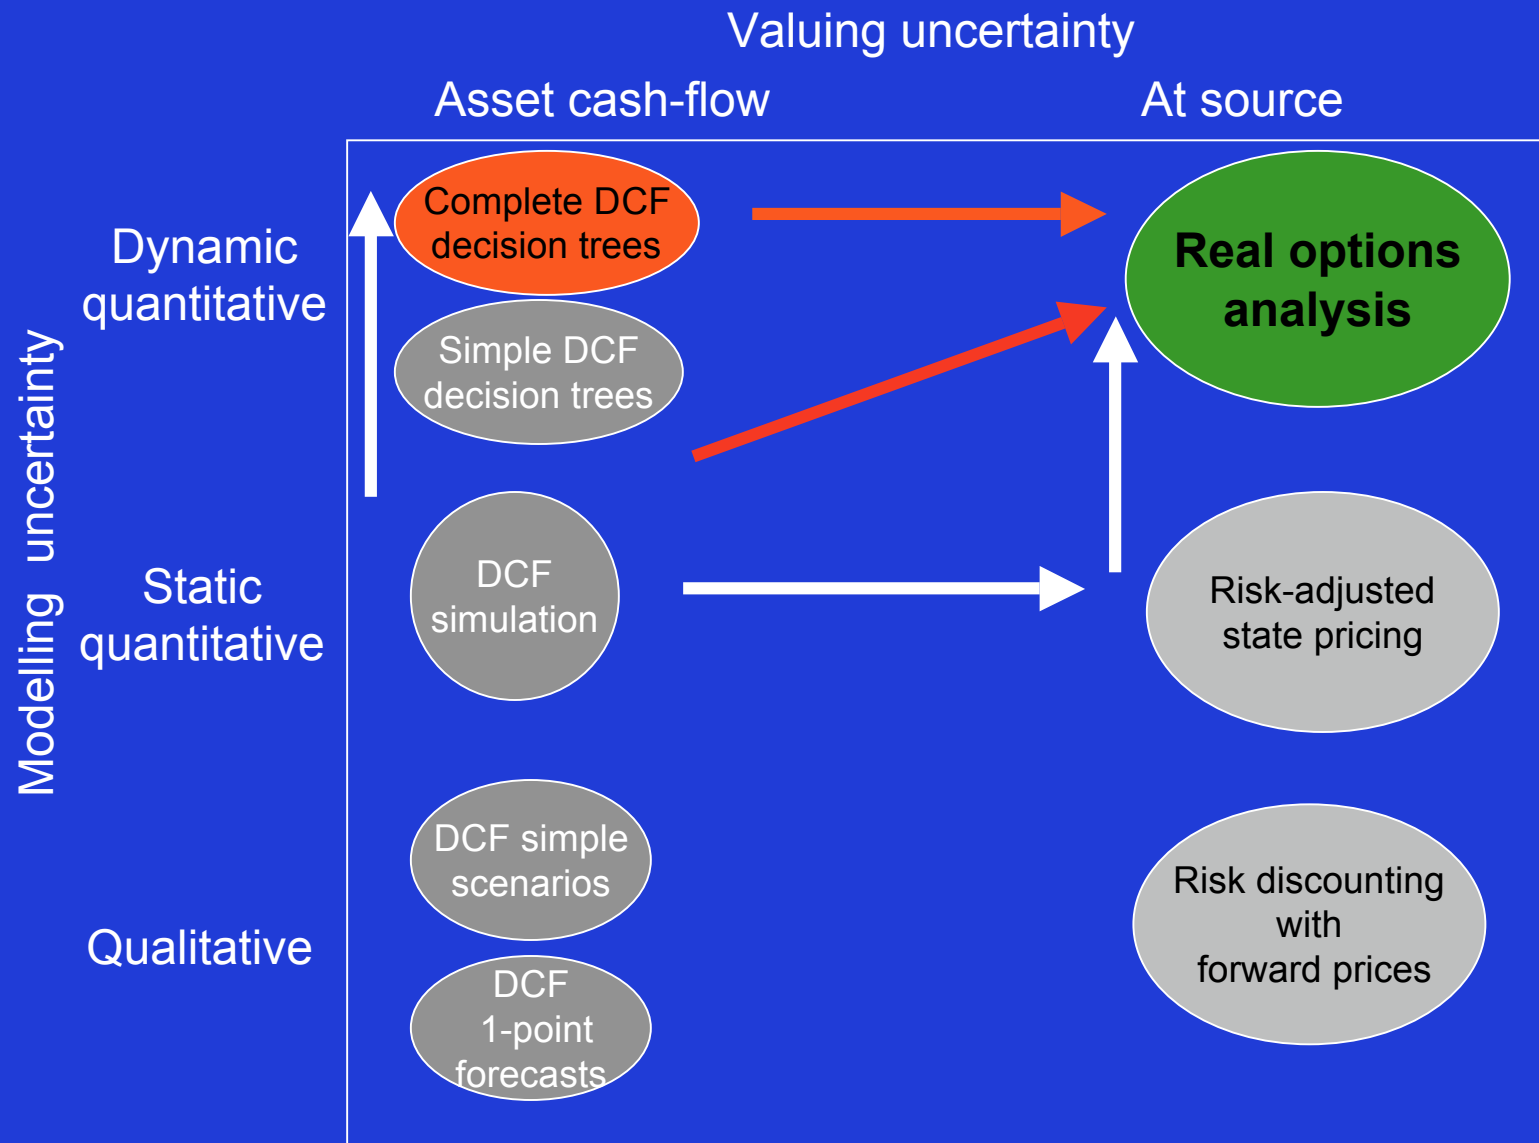 Valuing uncertainty
Asset cash-flow
At source
Modelling uncertainty
Dynamic
quantitative
Complete DCF
decision trees
Simple DCF
decision trees
Real options
analysis
Static
quantitative
DCF
simulation
Risk-adjusted
state pricing
Qualitative
DCF simple
scenarios
DCF
1-point
forecasts
Risk discounting
with
forward prices